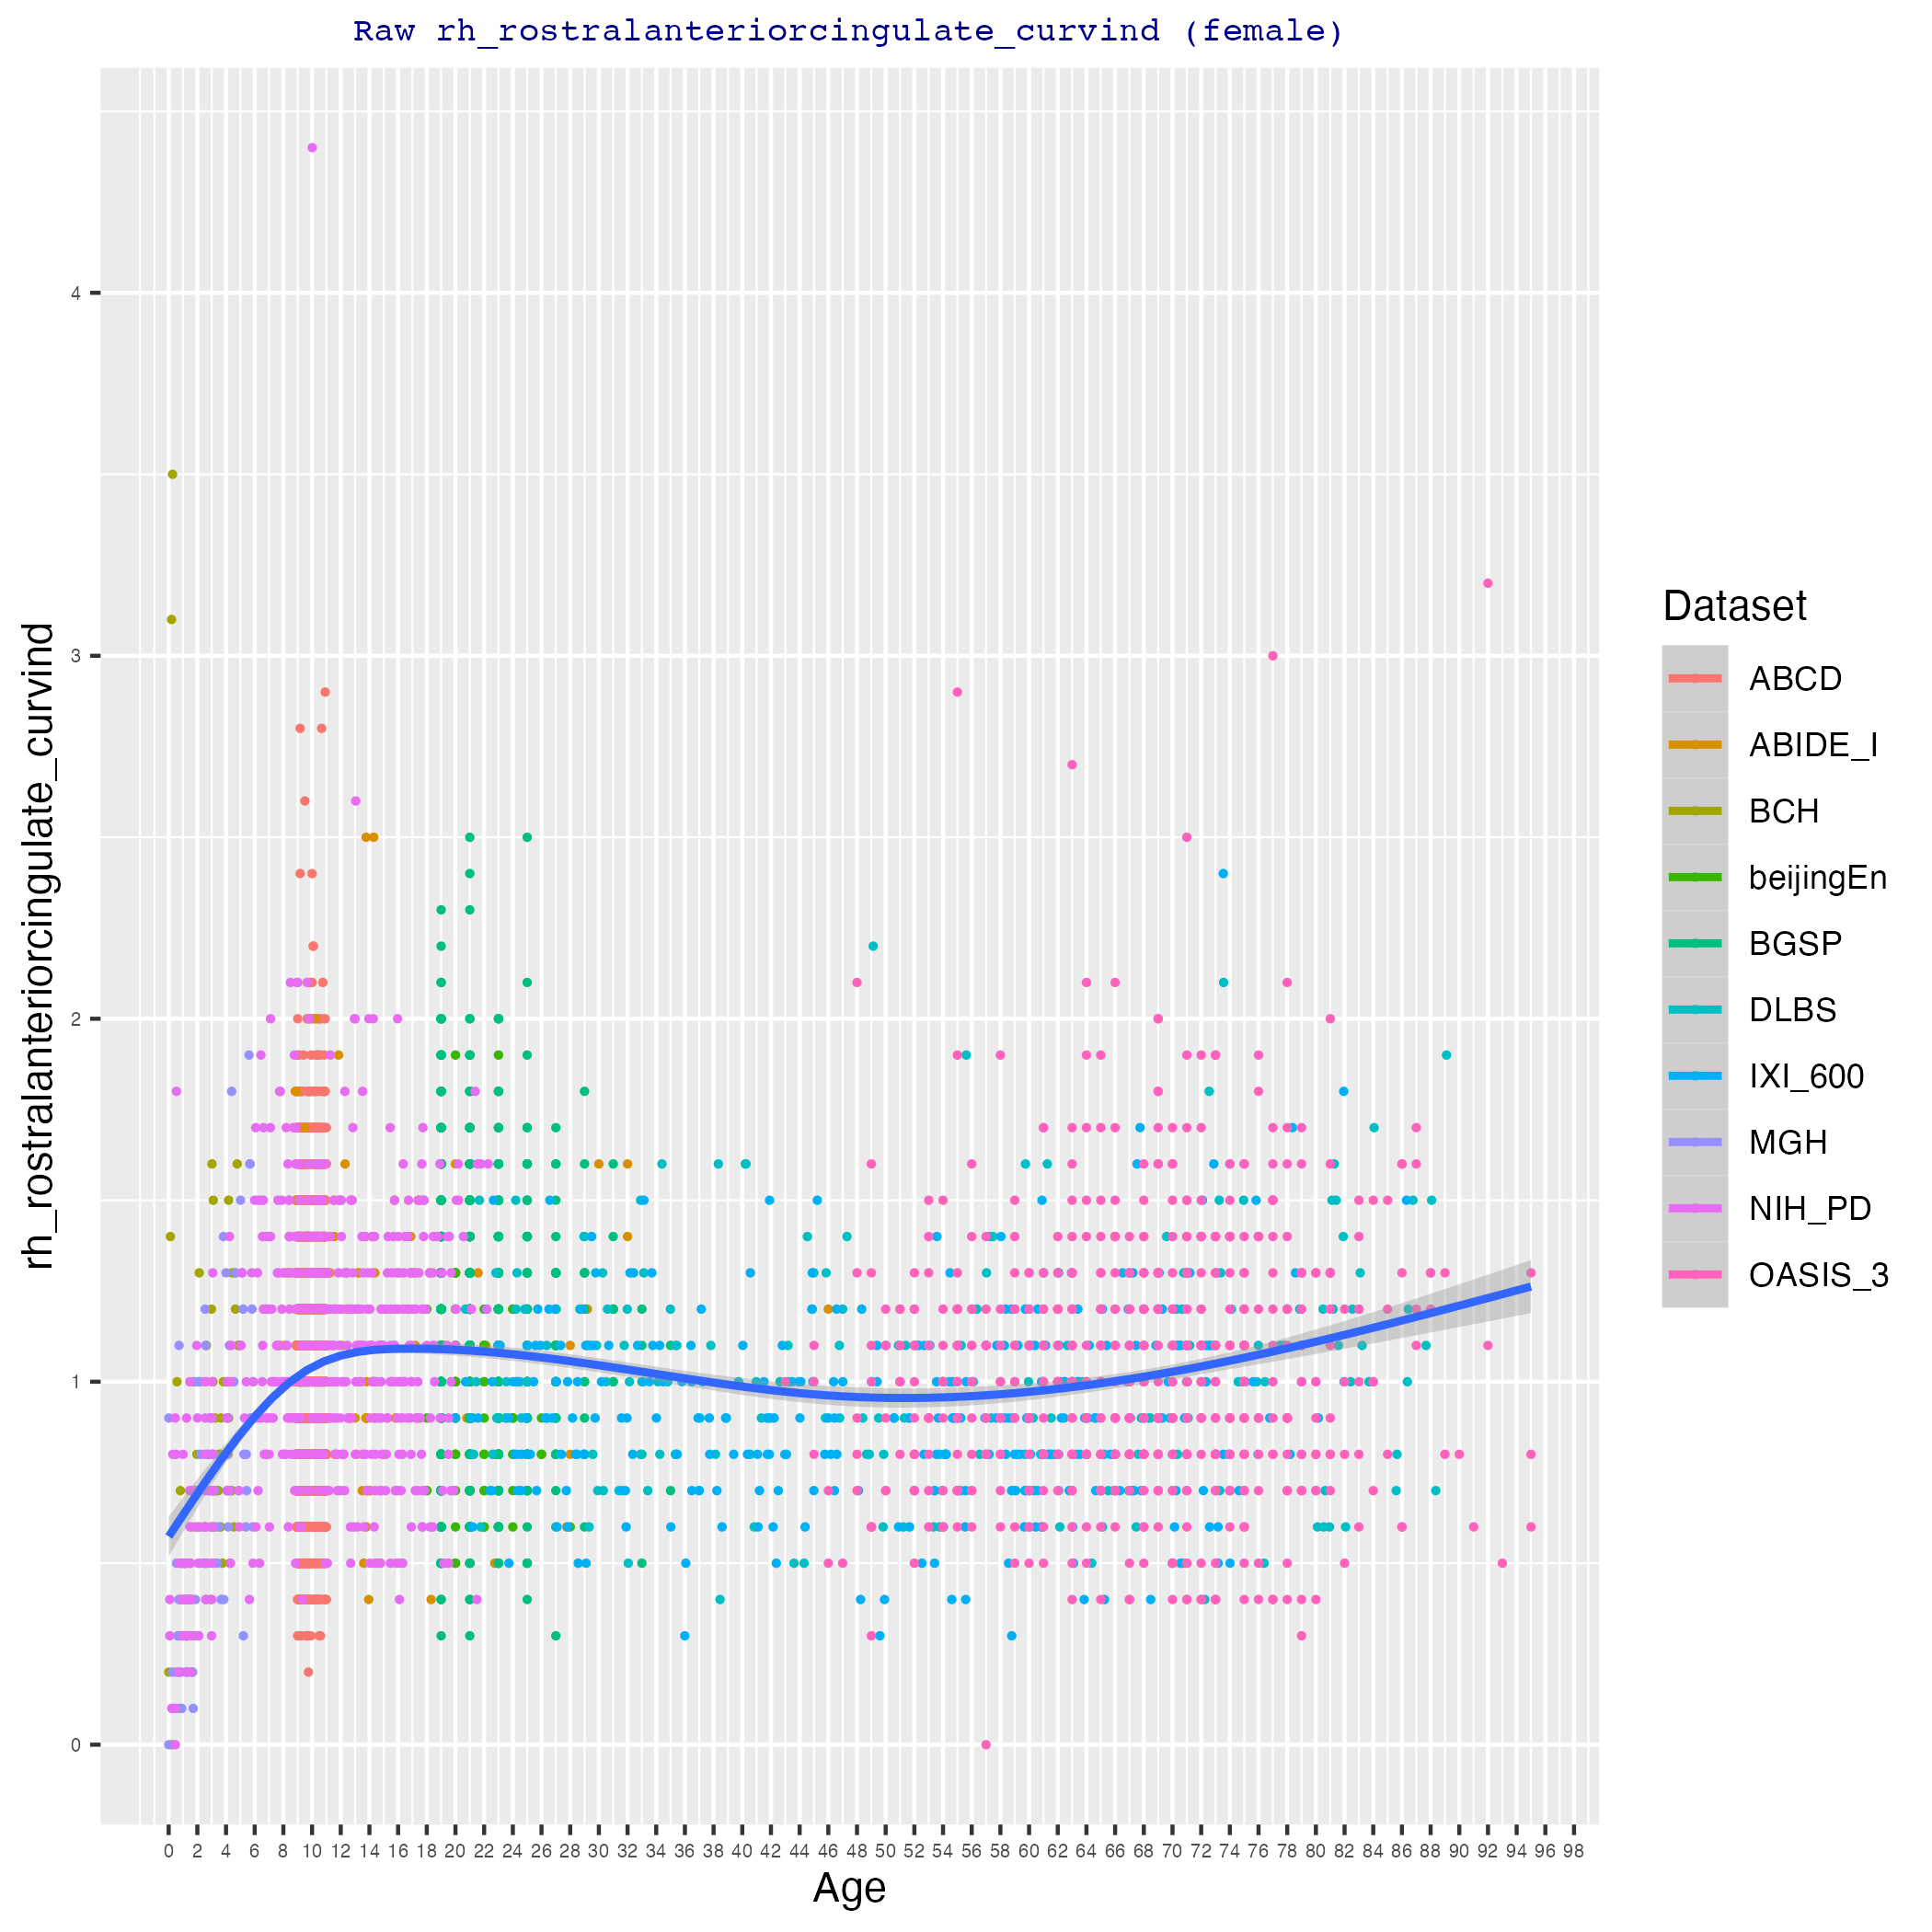 Raw rh_rostralanteriorcingulate_curvind (female)
rh_rostralanteriorcingulate_curvind
4
3
2
1
0
0 2 4 6 8 10 12 14 16 18 20 22 24 26 28 30 32 34 36 38 40 42 44 46 48 50 52 54 56 58 60 62 64 66 68 70 72 74 76 78 80 82 84 86 88 90 92 94 96 98
Age
Dataset
ABCD
ABIDE_I
BCH
beijingEn
BGSP
DLBS
IXI_600
MGH
NIH_PD
OASIS_3